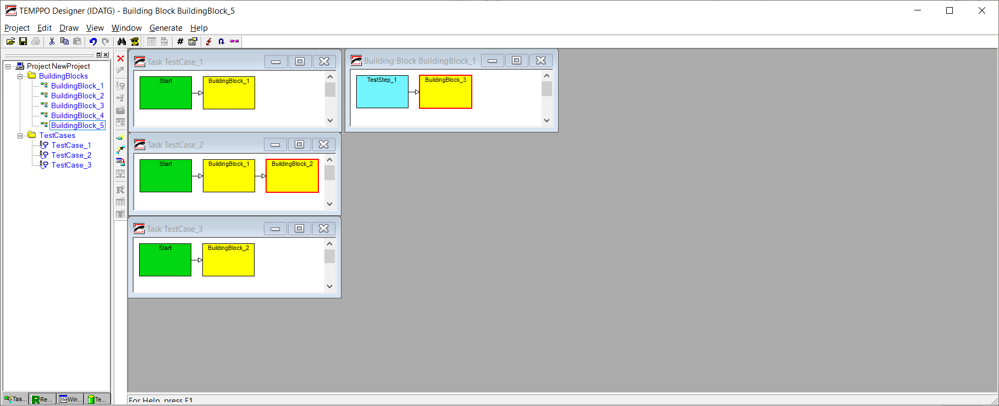 TEMPPO Designer (IDATG) - Building Block BuildingBlock_5
Project Edit Draw View Window Generate Help
Project NewProject
BuildingBlocks
BuildingBlock_1
BuildingBlock_2
BuildingBlock_3
BuildingBlock_4
BuildingBlock_5
TestCases
TestCase_1
TestCase_2
TestCase_3
Tas... Re... Win... Te...
Task TestCase_1
Start BuildingBlock_1
Building Block BuildingBlock_1
TestStep_1 BuildingBlock_3
Task TestCase_2
Start BuildingBlock_1 BuildingBlock_2
Task TestCase_3
Start BuildingBlock_2
For Help, press F1